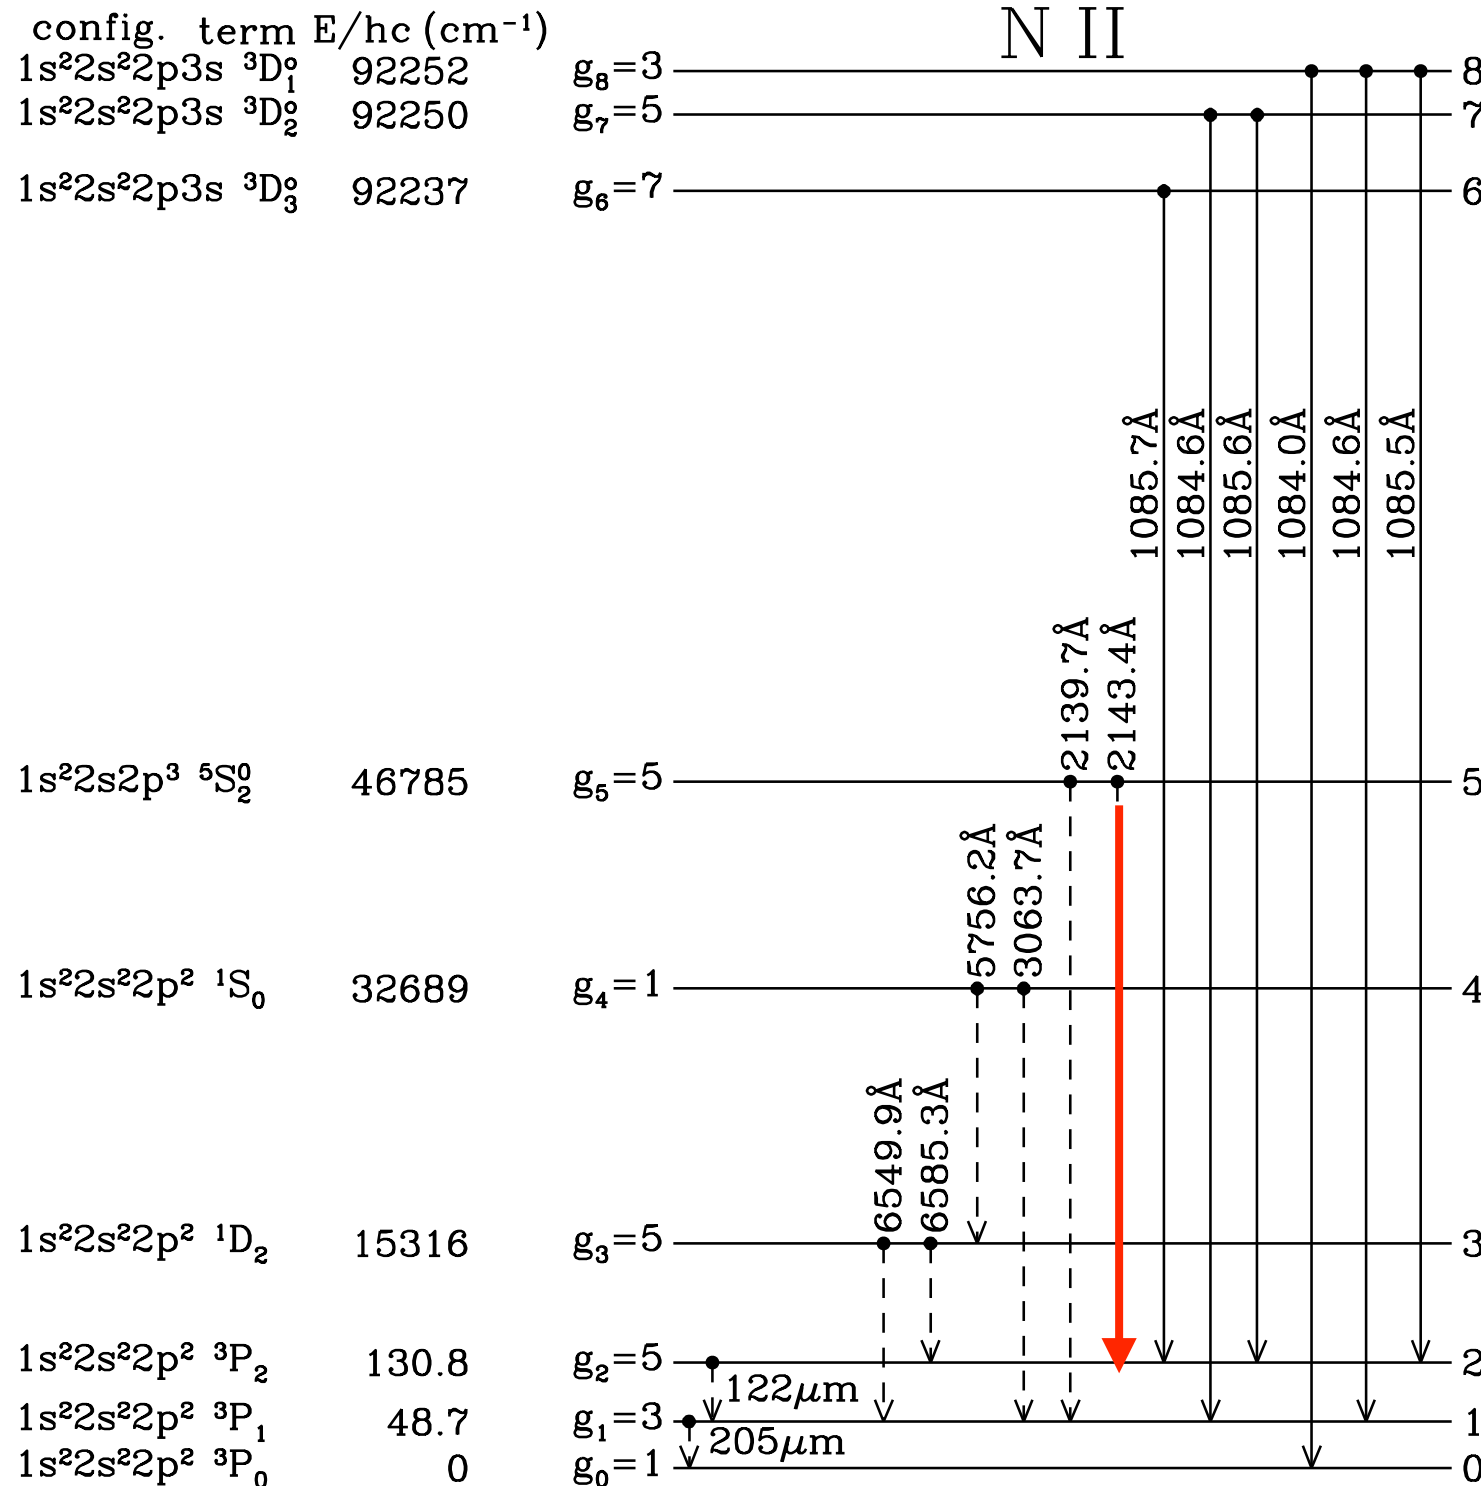 config. term E/hc (cm⁻¹) N II
1s²2s²2p3s ³D°₁ 92252 g₈=3 8
1s²2s²2p3s ³D°₂ 92250 g₇=5 7
1s²2s²2p3s ³D°₃ 92237 g₆=7 6
1085.7Å 1084.6Å 1085.6Å 1084.0Å 1084.6Å 1085.5Å
2139.7Å 2143.4Å
1s²2s2p³ ⁵S⁰₂ 46785 g₅=5 5
5756.2Å 3063.7Å
1s²2s²2p² ¹S₀ 32689 g₄=1 4
6549.9Å 6585.3Å
1s²2s²2p² ¹D₂ 15316 g₃=5 3
1s²2s²2p² ³P₂ 130.8 g₂=5 2
122μm
1s²2s²2p² ³P₁ 48.7 g₁=3 1
205μm
1s²2s²2p² ³P₀ 0 g₀=1 0